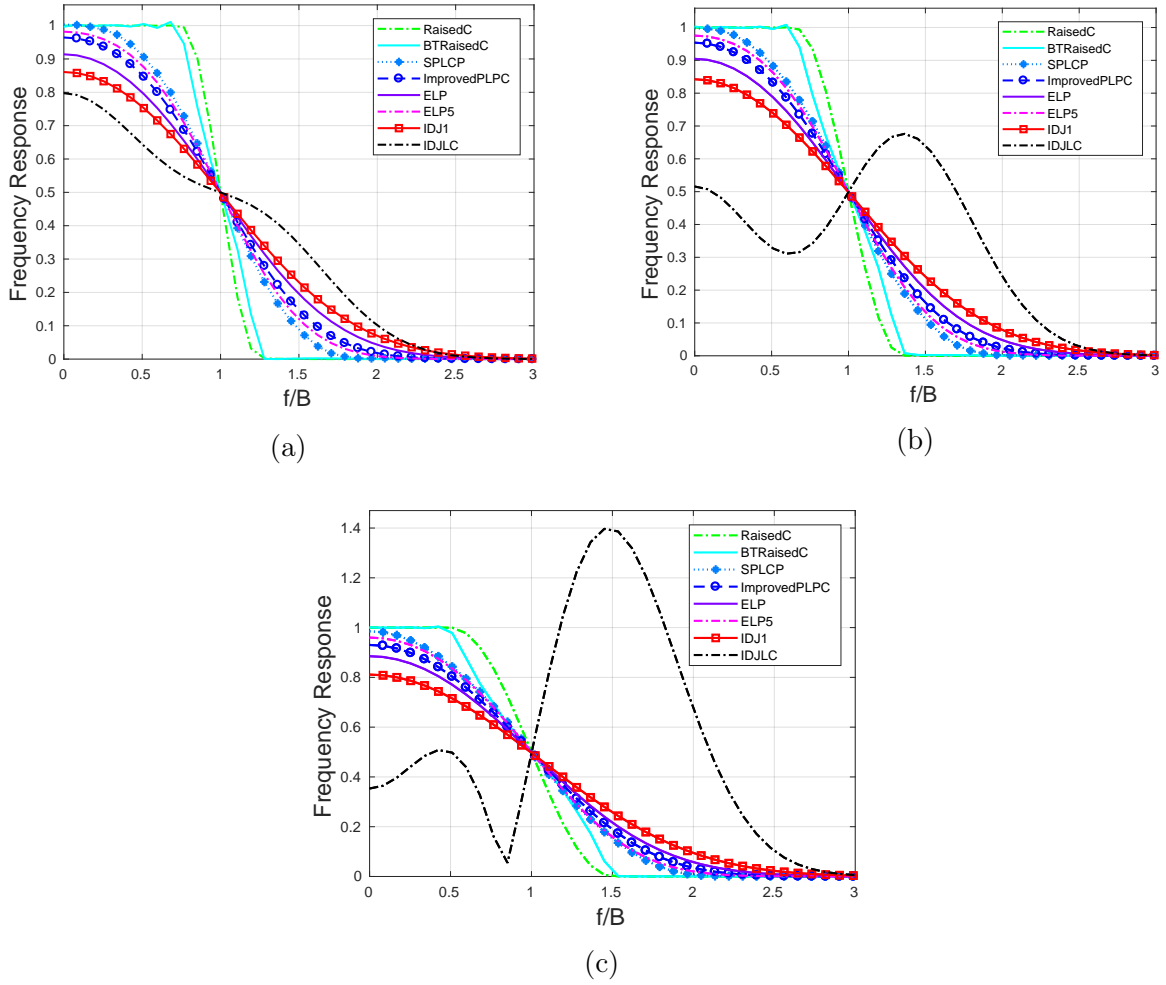 1
0.9
0.8
0.7
0.6
0.5
0.4
0.3
0.2
0.1
0
Frequency Response
0 0.5 1 1.5 2 2.5 3
f/B
RaisedC
BTRaisedC
SPLCP
ImprovedPLPC
ELP
ELP5
IDJ1
IDJLC
(a)
1
0.9
0.8
0.7
0.6
0.5
0.4
0.3
0.2
0.1
0
Frequency Response
0 0.5 1 1.5 2 2.5 3
f/B
RaisedC
BTRaisedC
SPLCP
ImprovedPLPC
ELP
ELP5
IDJ1
IDJLC
(b)
1.4
1.2
1
0.8
0.6
0.4
0.2
0
Frequency Response
0 0.5 1 1.5 2 2.5 3
f/B
RaisedC
BTRaisedC
SPLCP
ImprovedPLPC
ELP
ELP5
IDJ1
IDJLC
(c)